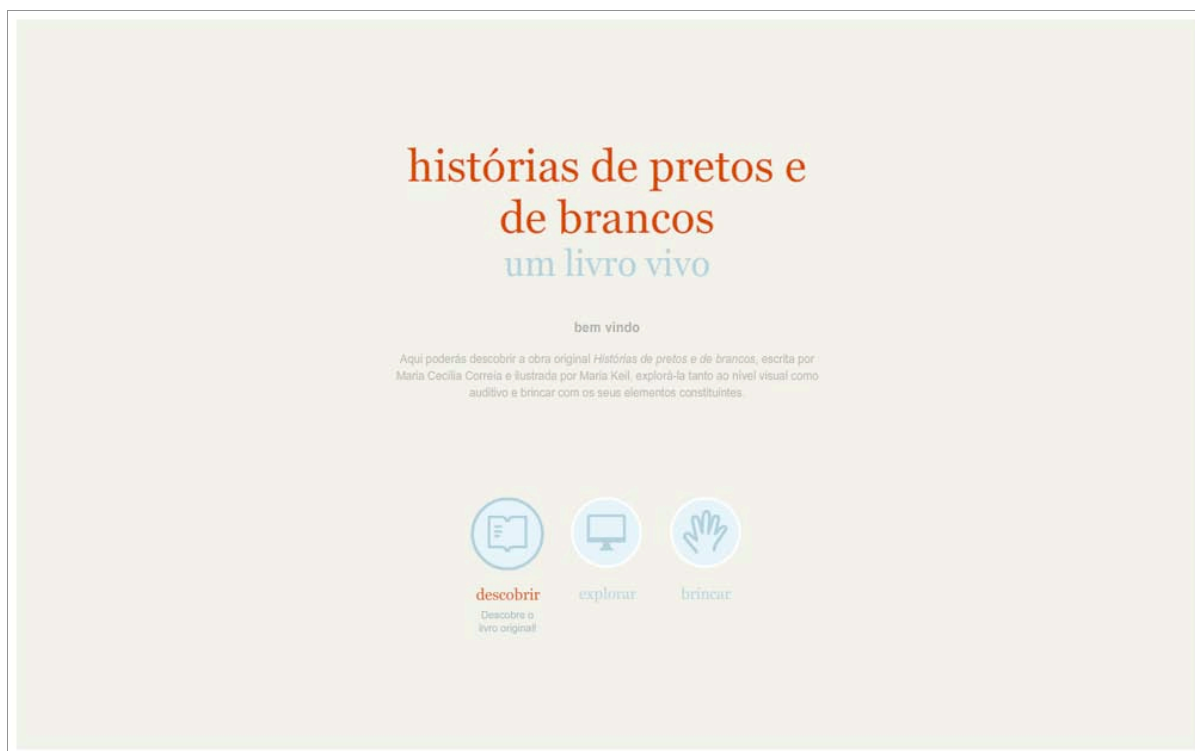 histórias de pretos e
de brancos
um livro vivo
bem vindo
Aqui poderás descobrir a obra original Histórias de pretos e de brancos, escrita por
Maria Cecília Correia e ilustrada por Maria Keil, explorá-la tanto ao nível visual como
auditivo e brincar com os seus elementos constituintes.
descobrir
explorar
brincar
Descobre o
livro original!